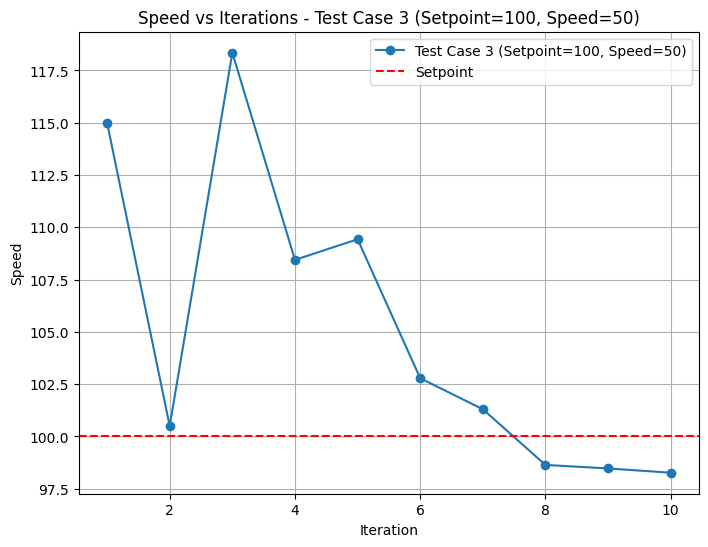 Speed vs Iterations - Test Case 3 (Setpoint=100, Speed=50)
Test Case 3 (Setpoint=100, Speed=50)
Setpoint
117.5
115.0
112.5
110.0
107.5
105.0
102.5
100.0
97.5
Speed
2
4
6
8
10
Iteration